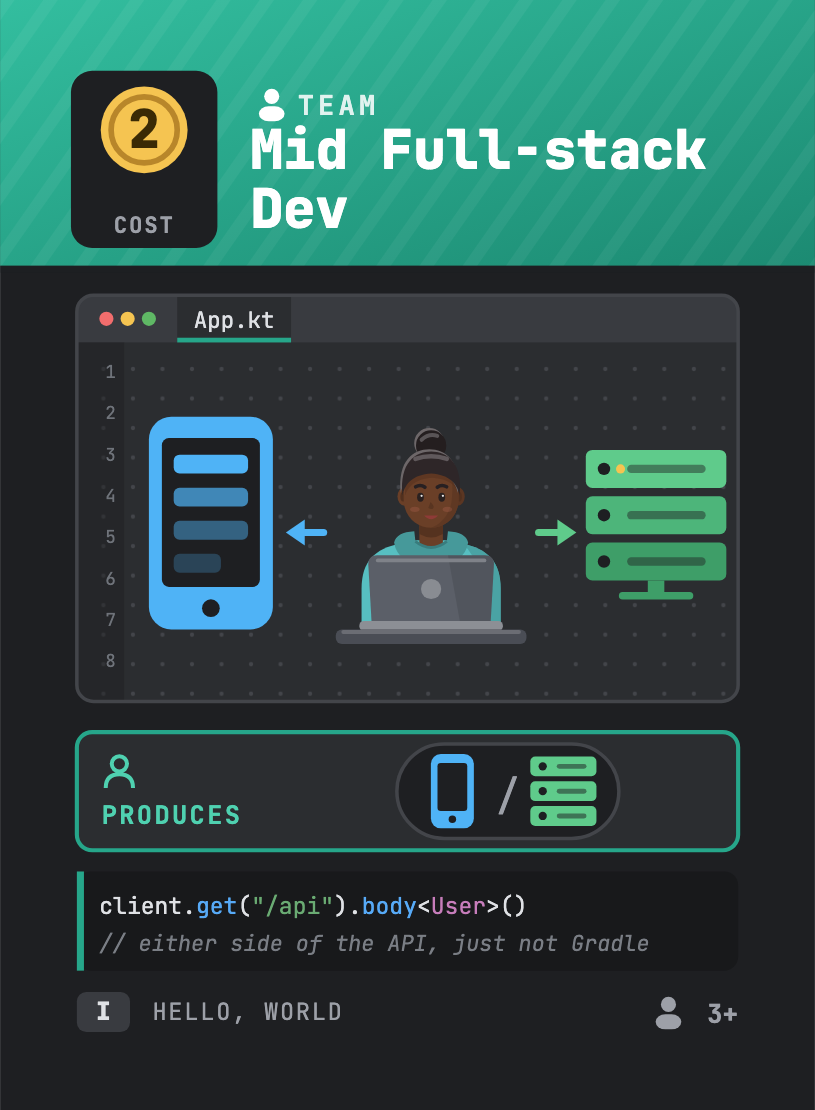 2
COST
TEAM
Mid Full-stack
Dev
App.kt
1
2
3
4
5
6
7
8
PRODUCES
/
client.get("/api").body<User>()
// either side of the API, just not Gradle
I HELLO, WORLD
3+